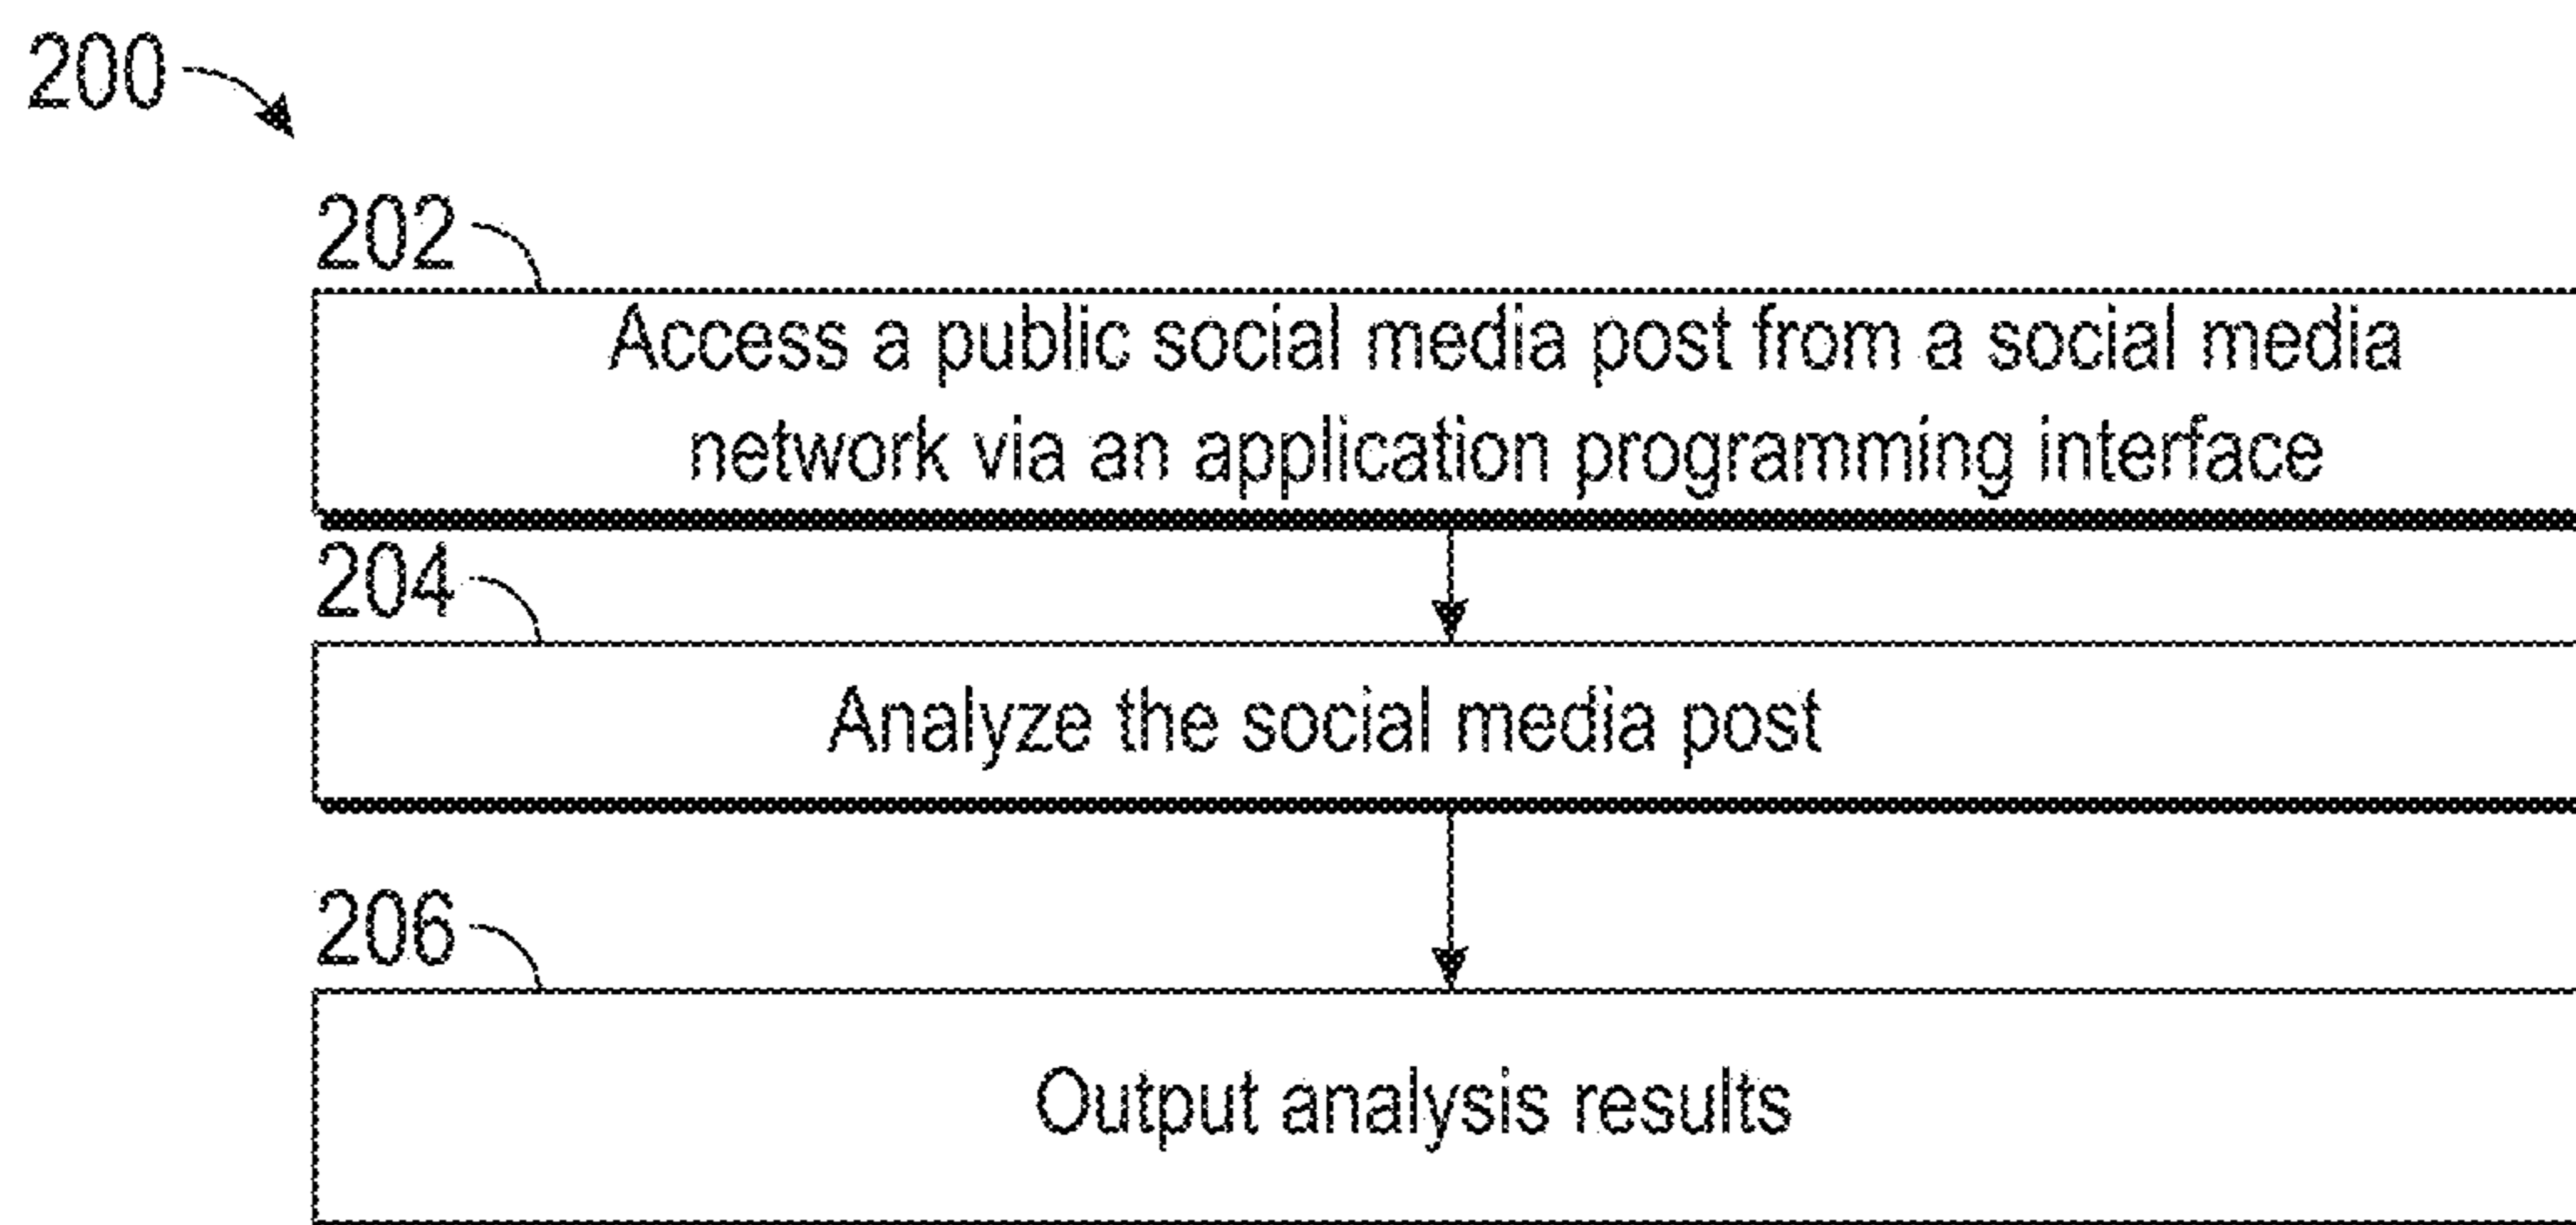 200
202
Access a public social media post from a social media
network via an application programming interface
204
Analyze the social media post
206
Output analysis results